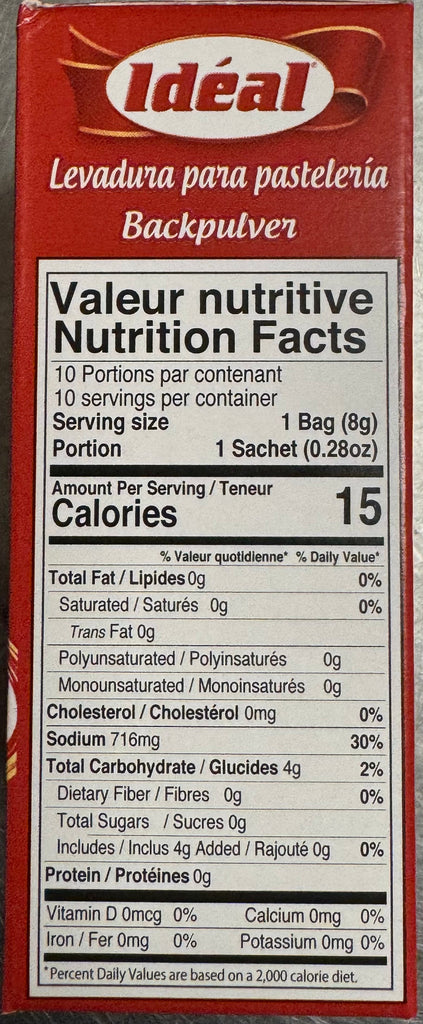 Idéal
Levadura para pastelería
Backpulver
Valeur nutritive
Nutrition Facts
10 Portions par contenant
10 servings per container
Serving size 1 Bag (8g)
Portion 1 Sachet (0.28oz)
Amount Per Serving / Teneur
Calories 15
% Valeur quotidienne* % Daily Value*
Total Fat / Lipides 0g 0%
Saturated / Saturés 0g 0%
Trans Fat 0g
Polyunsaturated / Polyinsaturés 0g
Monounsaturated / Monoinsaturés 0g
Cholesterol / Cholestérol 0mg 0%
Sodium 716mg 30%
Total Carbohydrate / Glucides 4g 2%
Dietary Fiber / Fibres 0g 0%
Total Sugars / Sucres 0g
Includes / Inclus 4g Added / Rajouté 0g 0%
Protein / Protéines 0g
Vitamin D 0mcg 0% Calcium 0mg 0%
Iron / Fer 0mg 0% Potassium 0mg 0%
*Percent Daily Values are based on a 2,000 calorie diet.